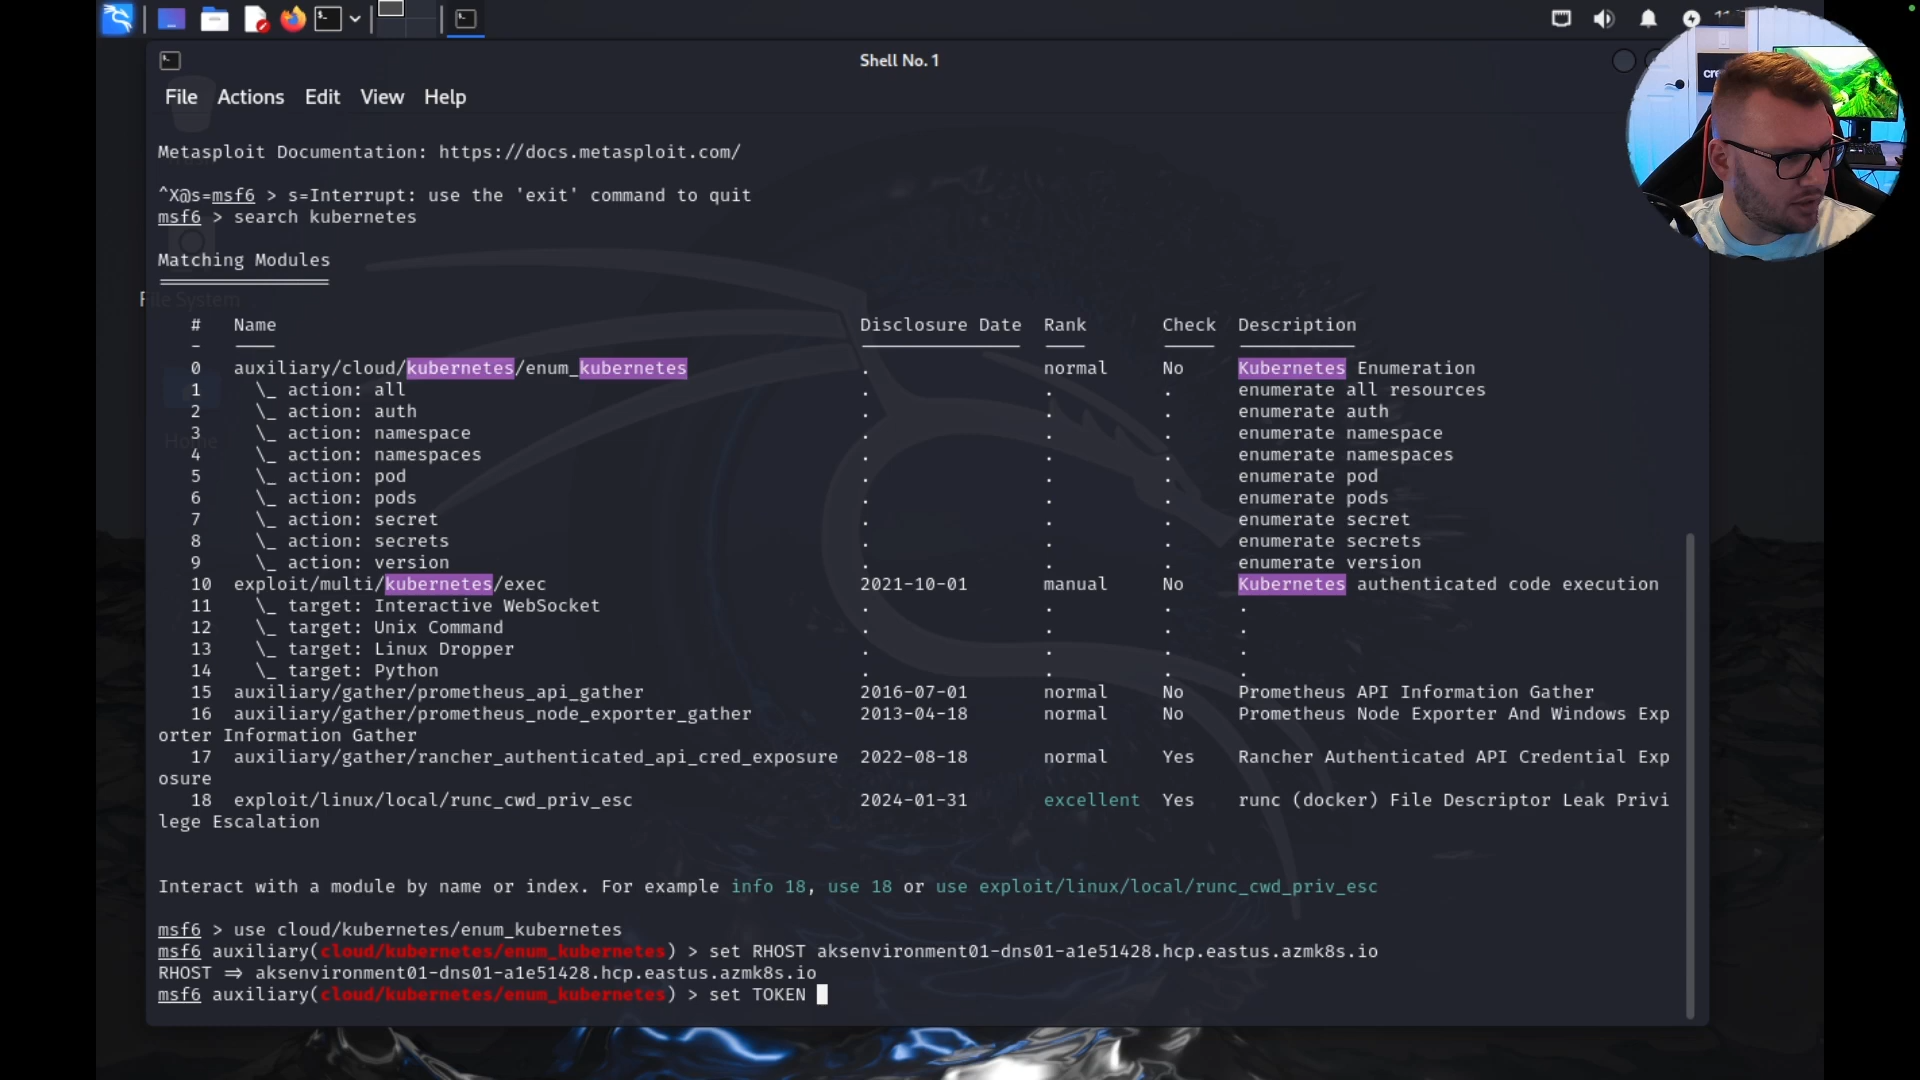 Shell No. 1
File Actions Edit View Help
Metasploit Documentation: https://docs.metasploit.com/
^X@s=msf6 > s=Interrupt: use the 'exit' command to quit
msf6 > search kubernetes
Matching Modules
================
File System
# Name Disclosure Date Rank Check Description
- ---- --------------- ---- ----- -----------
0 auxiliary/cloud/kubernetes/enum_kubernetes . normal No Kubernetes Enumeration
1 \_ action: all . . . enumerate all resources
2 \_ action: auth . . . enumerate auth
3 \_ action: namespace . . . enumerate namespace
Home
4 \_ action: namespaces . . . enumerate namespaces
5 \_ action: pod . . . enumerate pod
6 \_ action: pods . . . enumerate pods
7 \_ action: secret . . . enumerate secret
8 \_ action: secrets . . . enumerate secrets
9 \_ action: version . . . enumerate version
10 exploit/multi/kubernetes/exec 2021-10-01 manual No Kubernetes authenticated code execution
11 \_ target: Interactive WebSocket . . . .
12 \_ target: Unix Command . . . .
13 \_ target: Linux Dropper . . . .
14 \_ target: Python . . . .
15 auxiliary/gather/prometheus_api_gather 2016-07-01 normal No Prometheus API Information Gather
16 auxiliary/gather/prometheus_node_exporter_gather 2013-04-18 normal No Prometheus Node Exporter And Windows Exp
orter Information Gather
17 auxiliary/gather/rancher_authenticated_api_cred_exposure 2022-08-18 normal Yes Rancher Authenticated API Credential Exp
osure
18 exploit/linux/local/runc_cwd_priv_esc 2024-01-31 excellent Yes runc (docker) File Descriptor Leak Privi
lege Escalation
Interact with a module by name or index. For example info 18, use 18 or use exploit/linux/local/runc_cwd_priv_esc
msf6 > use cloud/kubernetes/enum_kubernetes
msf6 auxiliary(cloud/kubernetes/enum_kubernetes) > set RHOST aksenvironment01-dns01-a1e51428.hcp.eastus.azmk8s.io
RHOST => aksenvironment01-dns01-a1e51428.hcp.eastus.azmk8s.io
msf6 auxiliary(cloud/kubernetes/enum_kubernetes) > set TOKEN